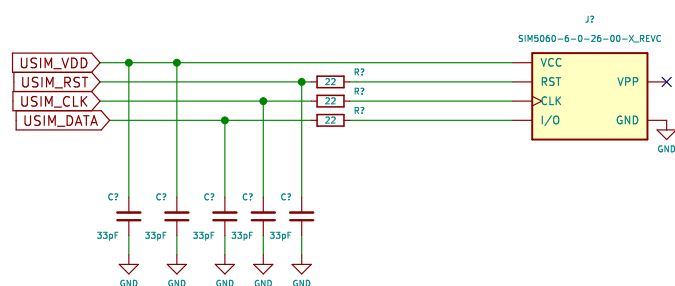 J?
SIM5060-6-0-26-00-X_REVC
USIM_VDD VCC
USIM_RST 22 R? RST VPP
USIM_CLK 22 R? CLK
USIM_DATA 22 R? I/O GND
GND
C? C? C? C? C?
33pF 33pF 33pF 33pF 33pF
GND GND GND GND GND